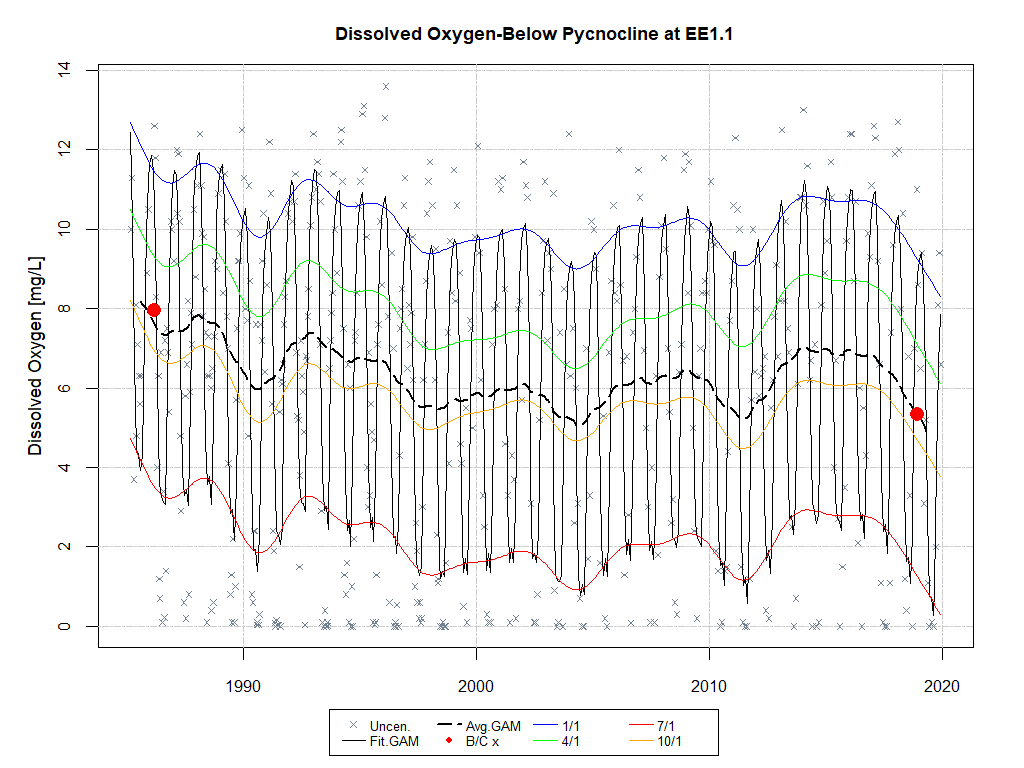 Dissolved Oxygen-Below Pycnocline at EE1.1
Dissolved Oxygen [mg/L]
14
12
10
8
6
4
2
0
1990 2000 2010 2020
Uncen. Avg.GAM 1/1 7/1
Fit.GAM B/C x 4/1 10/1